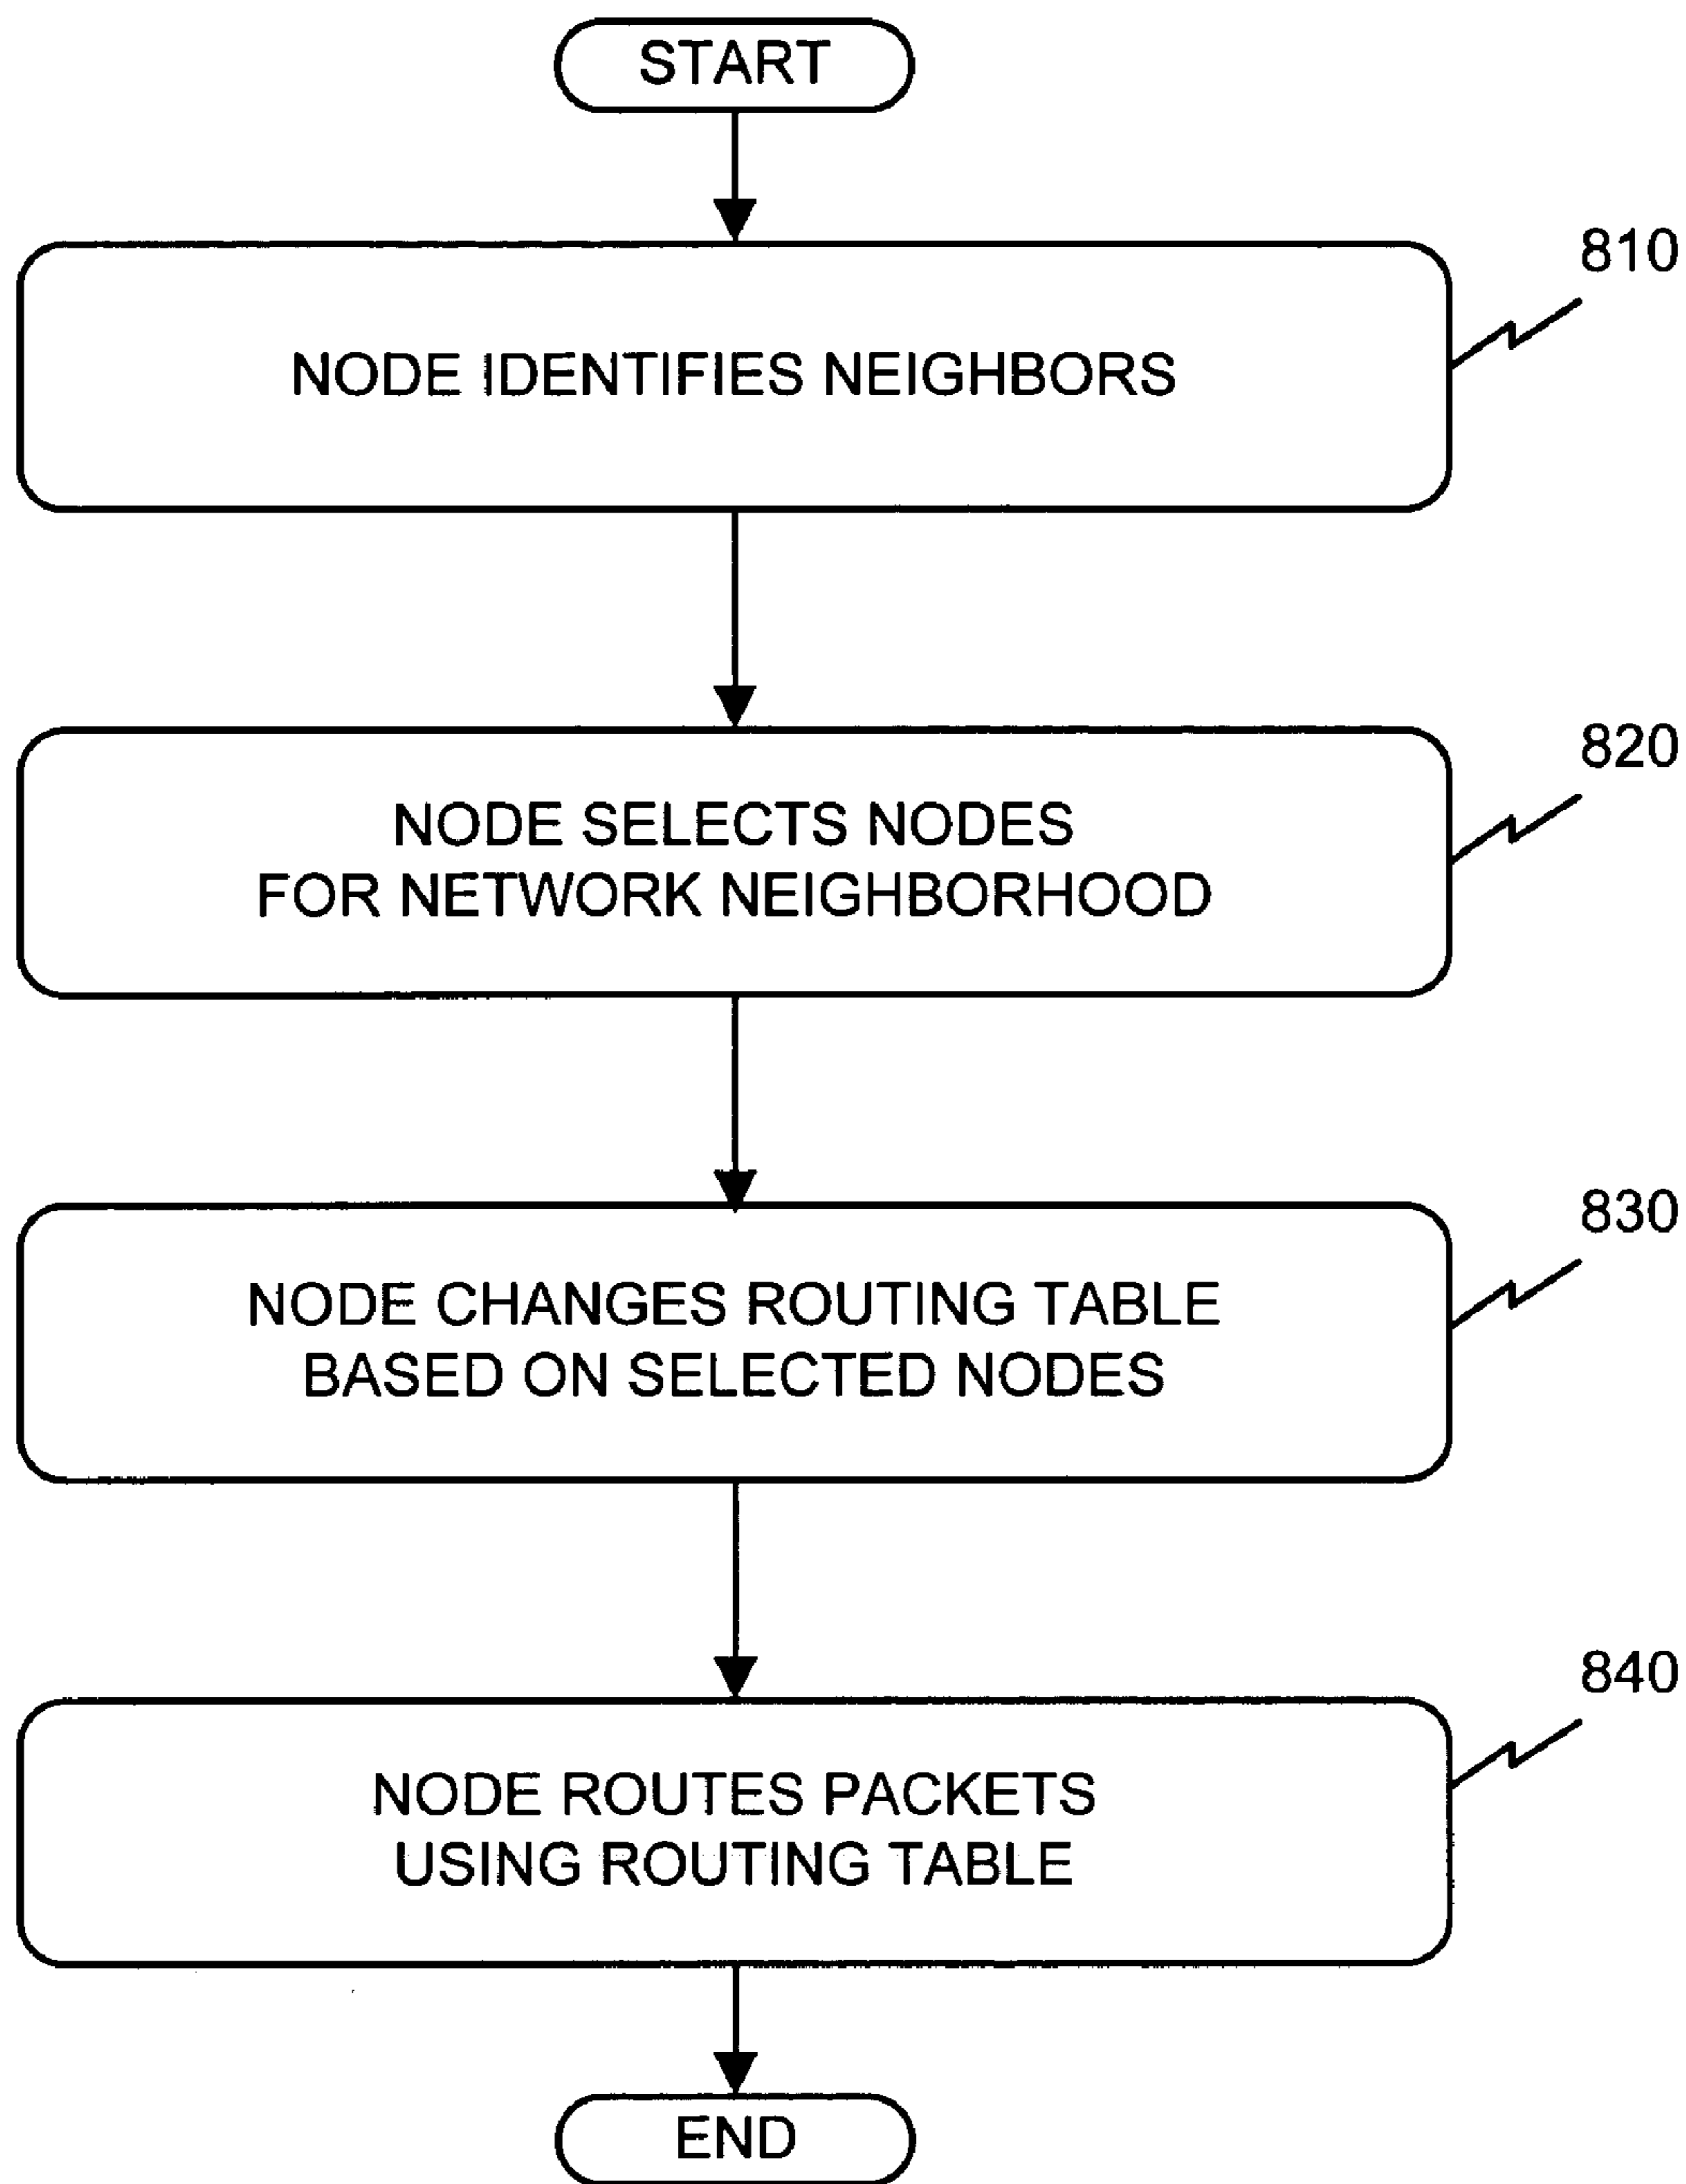 START
810
NODE IDENTIFIES NEIGHBORS
820
NODE SELECTS NODES
FOR NETWORK NEIGHBORHOOD
830
NODE CHANGES ROUTING TABLE
BASED ON SELECTED NODES
840
NODE ROUTES PACKETS
USING ROUTING TABLE
END